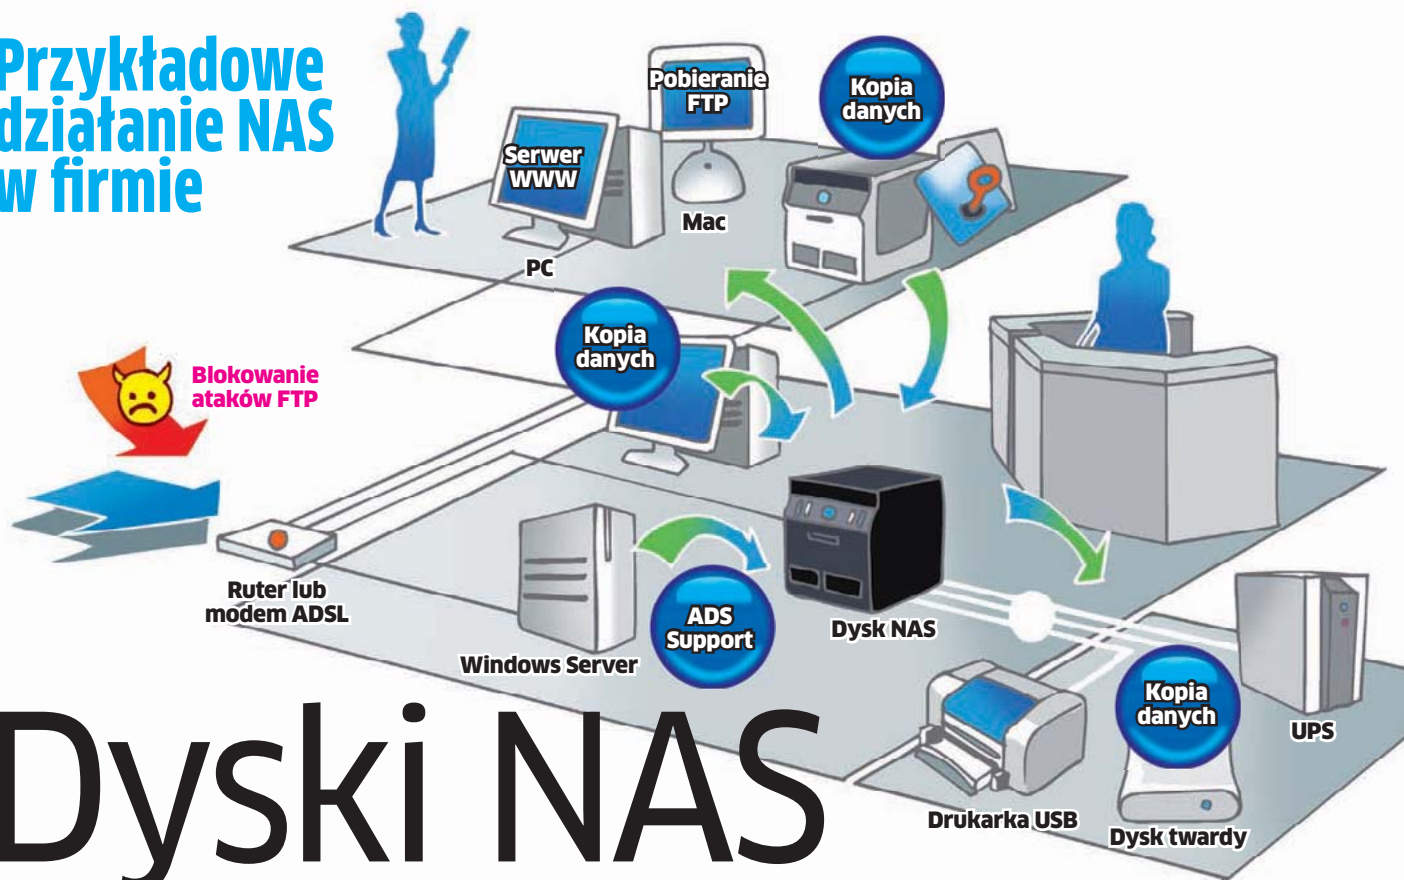 Przykładowe
działanie NAS
w firmie
Pobieranie
FTP
Kopia
danych
Serwer
WWW
Mac
PC
Kopia
danych
Blokowanie
ataków FTP
Ruter lub
modem ADSL
Windows Server
ADS
Support
Dysk NAS
Kopia
danych
UPS
Drukarka USB
Dysk twardy
Dyski NAS